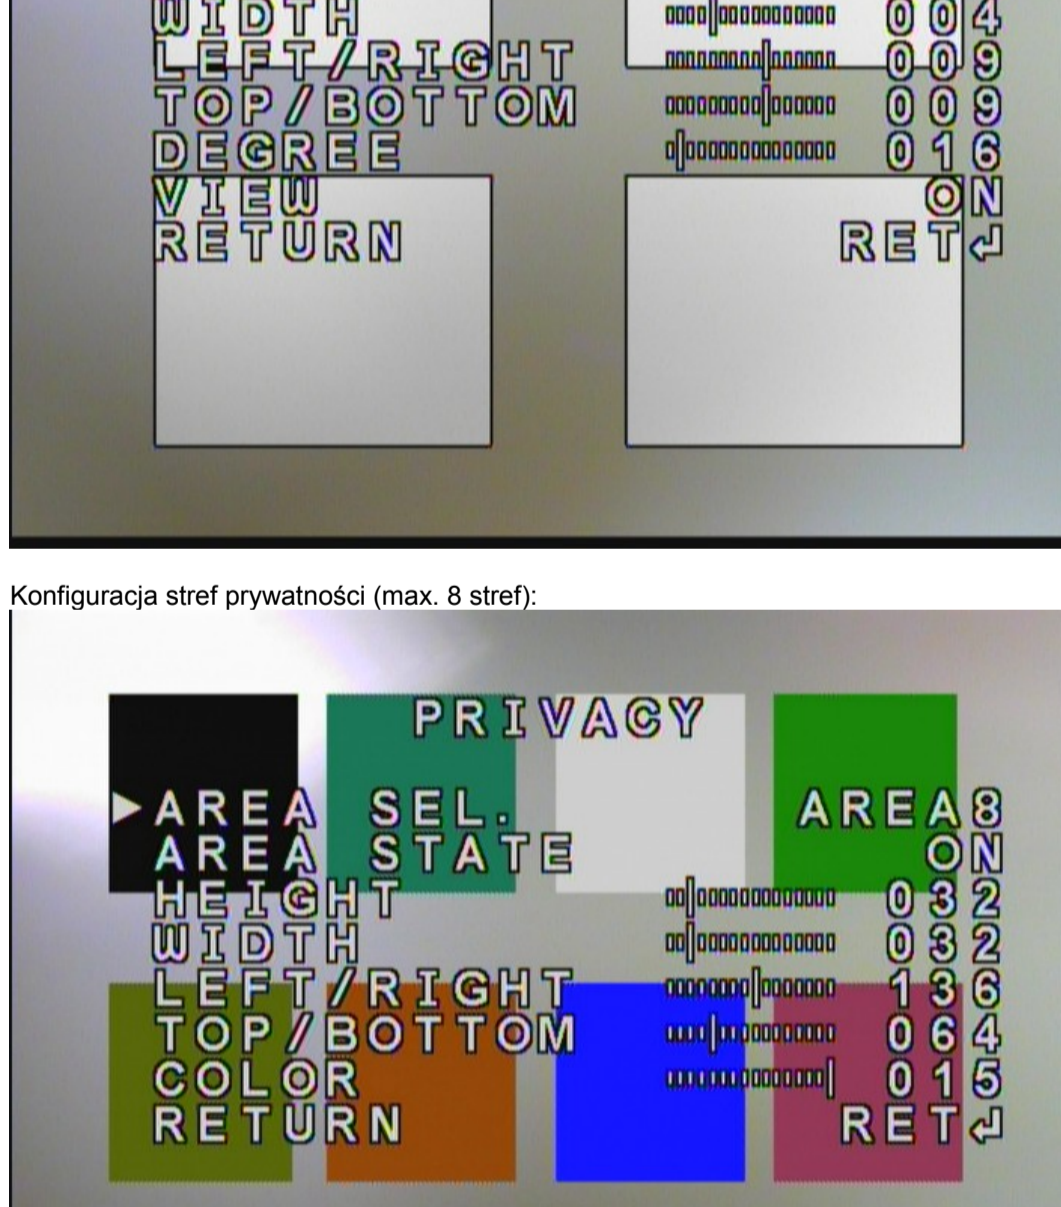 WIDTH 004
LEFT/RIGHT 009
TOP/BOTTOM 009
DEGREE 016
VIEW ON
RETURN RET↲
Konfiguracja stref prywatności (max. 8 stref):
PRIVACY
AREA SEL. AREA8
AREA STATE ON
HEIGHT 032
WIDTH 032
LEFT/RIGHT 136
TOP/BOTTOM 064
COLOR 015
RETURN RET↲